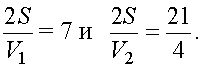 2S/V₁ = 7 и 2S/V₂ = 21/4.